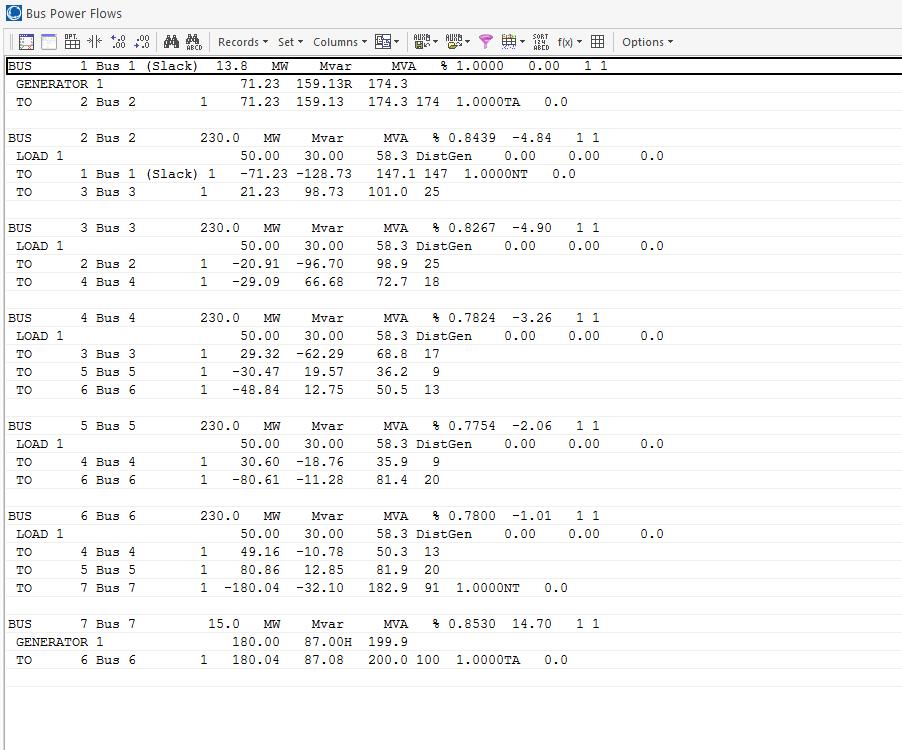 Bus Power Flows
OPT. ABCD Records Set Columns AUXB AUXB SORT 124 ABCD f(x) Options
BUS 1 Bus 1 (Slack) 13.8 MW Mvar MVA % 1.0000 0.00 1 1
GENERATOR 1 71.23 159.13R 174.3
TO 2 Bus 2 1 71.23 159.13 174.3 174 1.0000TA 0.0
BUS 2 Bus 2 230.0 MW Mvar MVA % 0.8439 -4.84 1 1
LOAD 1 50.00 30.00 58.3 DistGen 0.00 0.00 0.0
TO 1 Bus 1 (Slack) 1 -71.23 -128.73 147.1 147 1.0000NT 0.0
TO 3 Bus 3 1 21.23 98.73 101.0 25
BUS 3 Bus 3 230.0 MW Mvar MVA % 0.8267 -4.90 1 1
LOAD 1 50.00 30.00 58.3 DistGen 0.00 0.00 0.0
TO 2 Bus 2 1 -20.91 -96.70 98.9 25
TO 4 Bus 4 1 -29.09 66.68 72.7 18
BUS 4 Bus 4 230.0 MW Mvar MVA % 0.7824 -3.26 1 1
LOAD 1 50.00 30.00 58.3 DistGen 0.00 0.00 0.0
TO 3 Bus 3 1 29.32 -62.29 68.8 17
TO 5 Bus 5 1 -30.47 19.57 36.2 9
TO 6 Bus 6 1 -48.84 12.75 50.5 13
BUS 5 Bus 5 230.0 MW Mvar MVA % 0.7754 -2.06 1 1
LOAD 1 50.00 30.00 58.3 DistGen 0.00 0.00 0.0
TO 4 Bus 4 1 30.60 -18.76 35.9 9
TO 6 Bus 6 1 -80.61 -11.28 81.4 20
BUS 6 Bus 6 230.0 MW Mvar MVA % 0.7800 -1.01 1 1
LOAD 1 50.00 30.00 58.3 DistGen 0.00 0.00 0.0
TO 4 Bus 4 1 49.16 -10.78 50.3 13
TO 5 Bus 5 1 80.86 12.85 81.9 20
TO 7 Bus 7 1 -180.04 -32.10 182.9 91 1.0000NT 0.0
BUS 7 Bus 7 15.0 MW Mvar MVA % 0.8530 14.70 1 1
GENERATOR 1 180.00 87.00H 199.9
TO 6 Bus 6 1 180.04 87.08 200.0 100 1.0000TA 0.0